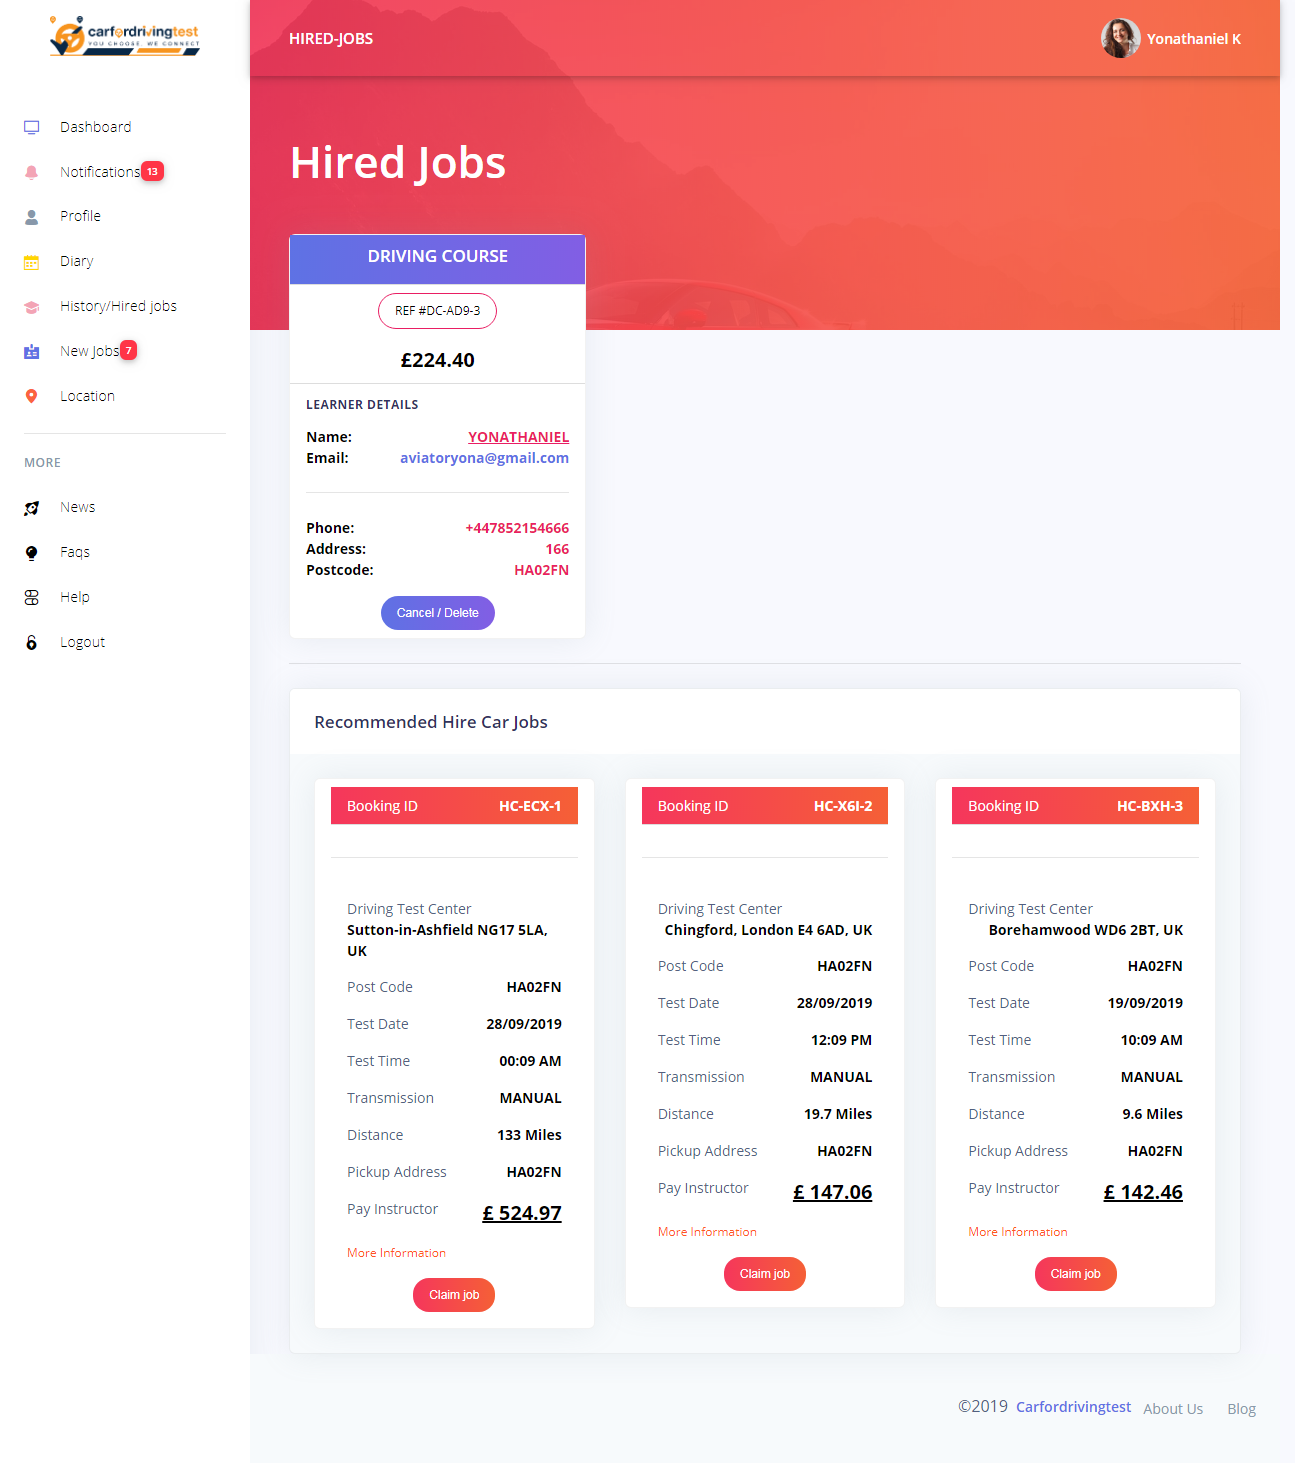 carfordrivingtest
YOU CHOOSE, WE CONNECT
Dashboard
Notifications 13
Profile
Diary
History/Hired jobs
New Jobs 7
Location
MORE
News
Faqs
Help
Logout
HIRED-JOBS
Yonathaniel K
Hired Jobs
DRIVING COURSE
REF #DC-AD9-3
£224.40
LEARNER DETAILS
Name: YONATHANIEL
Email: aviatoryona@gmail.com
Phone: +447852154666
Address: 166
Postcode: HA02FN
Cancel / Delete
Recommended Hire Car Jobs
Booking ID HC-ECX-1
Driving Test Center
Sutton-in-Ashfield NG17 5LA,
UK
Post Code HA02FN
Test Date 28/09/2019
Test Time 00:09 AM
Transmission MANUAL
Distance 133 Miles
Pickup Address HA02FN
Pay Instructor £ 524.97
More Information
Claim job
Booking ID HC-X6I-2
Driving Test Center
Chingford, London E4 6AD, UK
Post Code HA02FN
Test Date 28/09/2019
Test Time 12:09 PM
Transmission MANUAL
Distance 19.7 Miles
Pickup Address HA02FN
Pay Instructor £ 147.06
More Information
Claim job
Booking ID HC-BXH-3
Driving Test Center
Borehamwood WD6 2BT, UK
Post Code HA02FN
Test Date 19/09/2019
Test Time 10:09 AM
Transmission MANUAL
Distance 9.6 Miles
Pickup Address HA02FN
Pay Instructor £ 142.46
More Information
Claim job
©2019 Carfordrivingtest About Us Blog